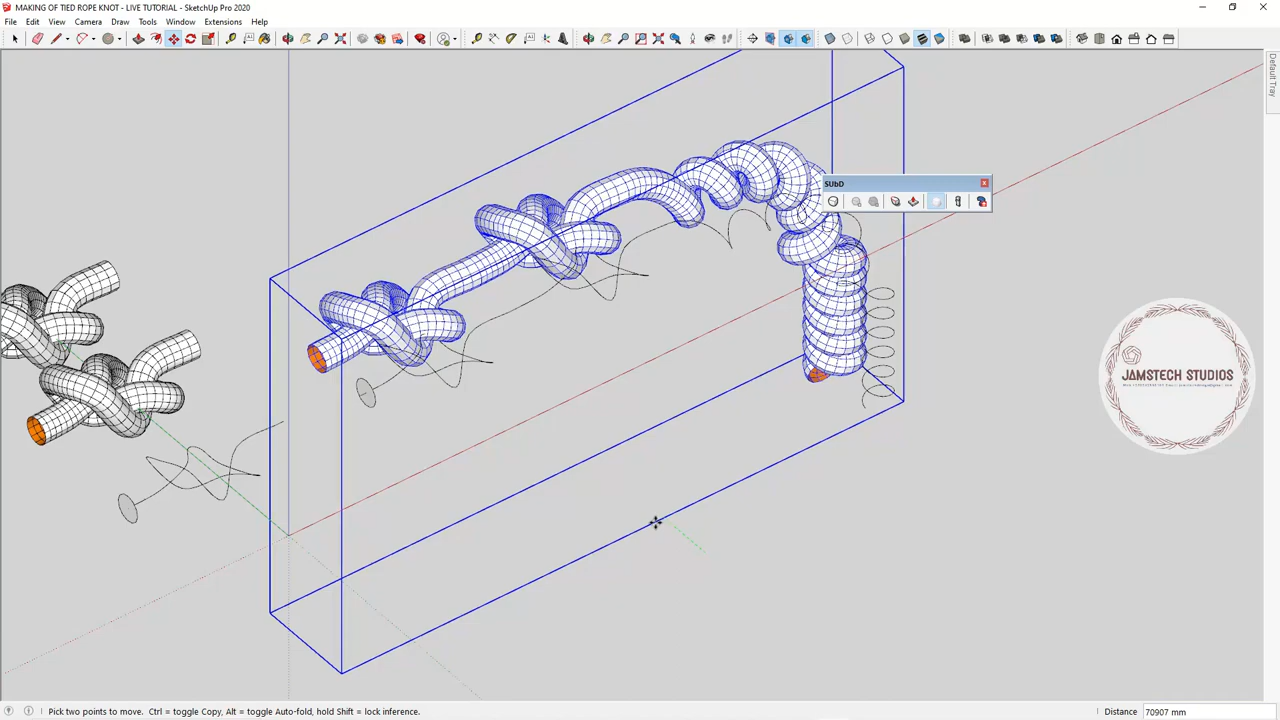 MAKING OF TIED ROPE KNOT - LIVE TUTORIAL - SketchUp Pro 2020
File Edit View Camera Draw Tools Window Extensions Help
Default Tray
SUbD
JAMSTECH STUDIOS
Pick two points to move. Ctrl = toggle Copy, Alt = toggle Auto-fold, hold Shift = lock inference.
Distance 70907 mm